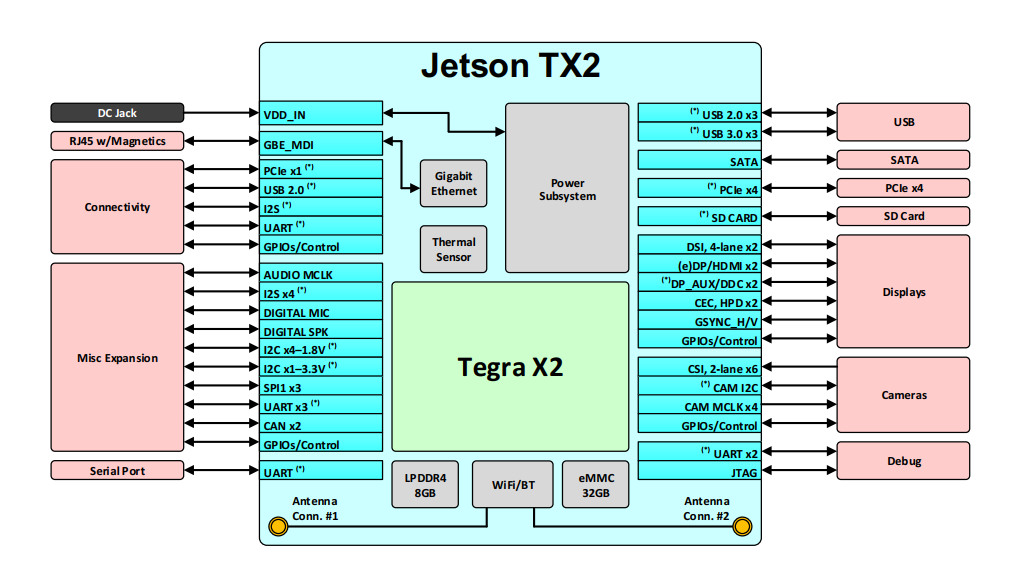 Jetson TX2
DC Jack
RJ45 w/Magnetics
Connectivity
Misc Expansion
Serial Port
VDD_IN
GBE_MDI
PCIe x1 (*)
USB 2.0 (*)
I2S (*)
UART (*)
GPIOs/Control
AUDIO MCLK
I2S x4 (*)
DIGITAL MIC
DIGITAL SPK
I2C x4–1.8V (*)
I2C x1–3.3V (*)
SPI1 x3
UART x3 (*)
CAN x2
GPIOs/Control
UART (*)
Gigabit
Ethernet
Thermal
Sensor
Power
Subsystem
Tegra X2
LPDDR4
8GB
WiFi/BT
eMMC
32GB
Antenna
Conn. #1
Antenna
Conn. #2
(*) USB 2.0 x3
(*) USB 3.0 x3
SATA
(*) PCIe x4
(*) SD CARD
DSI, 4-lane x2
(e)DP/HDMI x2
(*)DP_AUX/DDC x2
CEC, HPD x2
GSYNC_H/V
GPIOs/Control
CSI, 2-lane x6
(*) CAM I2C
CAM MCLK x4
GPIOs/Control
(*) UART x2
JTAG
USB
SATA
PCIe x4
SD Card
Displays
Cameras
Debug